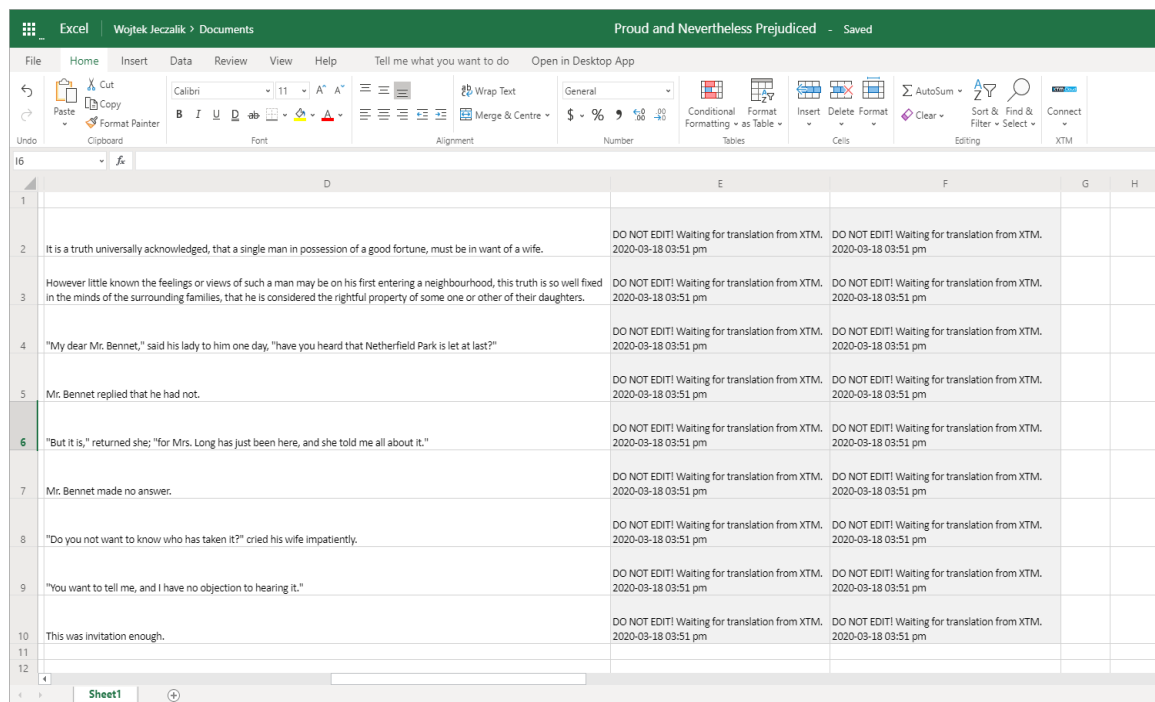 Excel Wojtek Jeczalik > Documents Proud and Nevertheless Prejudiced - Saved
File Home Insert Data Review View Help Tell me what you want to do Open in Desktop App
Paste
Cut
Copy
Format Painter
Calibri 11 A^ A˅
B I U D ab A
Wrap Text
Merge & Centre
General
$ % 9
Conditional Formatting
Format as Table
Insert Delete Format
AutoSum
Clear
Sort & Filter
Find & Select
Connect
Undo Clipboard Font Alignment Number Tables Cells Editing XTM
I6 fx
D E F G H
1
2 It is a truth universally acknowledged, that a single man in possession of a good fortune, must be in want of a wife. DO NOT EDIT! Waiting for translation from XTM. DO NOT EDIT! Waiting for translation from XTM.
2020-03-18 03:51 pm 2020-03-18 03:51 pm
However little known the feelings or views of such a man may be on his first entering a neighbourhood, this truth is so well fixed DO NOT EDIT! Waiting for translation from XTM. DO NOT EDIT! Waiting for translation from XTM.
3 in the minds of the surrounding families, that he is considered the rightful property of some one or other of their daughters. 2020-03-18 03:51 pm 2020-03-18 03:51 pm
DO NOT EDIT! Waiting for translation from XTM. DO NOT EDIT! Waiting for translation from XTM.
4 "My dear Mr. Bennet," said his lady to him one day, "have you heard that Netherfield Park is let at last?" 2020-03-18 03:51 pm 2020-03-18 03:51 pm
DO NOT EDIT! Waiting for translation from XTM. DO NOT EDIT! Waiting for translation from XTM.
5 Mr. Bennet replied that he had not. 2020-03-18 03:51 pm 2020-03-18 03:51 pm
DO NOT EDIT! Waiting for translation from XTM. DO NOT EDIT! Waiting for translation from XTM.
6 "But it is," returned she; "for Mrs. Long has just been here, and she told me all about it." 2020-03-18 03:51 pm 2020-03-18 03:51 pm
DO NOT EDIT! Waiting for translation from XTM. DO NOT EDIT! Waiting for translation from XTM.
7 Mr. Bennet made no answer. 2020-03-18 03:51 pm 2020-03-18 03:51 pm
DO NOT EDIT! Waiting for translation from XTM. DO NOT EDIT! Waiting for translation from XTM.
8 "Do you not want to know who has taken it?" cried his wife impatiently. 2020-03-18 03:51 pm 2020-03-18 03:51 pm
DO NOT EDIT! Waiting for translation from XTM. DO NOT EDIT! Waiting for translation from XTM.
9 "You want to tell me, and I have no objection to hearing it." 2020-03-18 03:51 pm 2020-03-18 03:51 pm
DO NOT EDIT! Waiting for translation from XTM. DO NOT EDIT! Waiting for translation from XTM.
10 This was invitation enough. 2020-03-18 03:51 pm 2020-03-18 03:51 pm
11
12
Sheet1